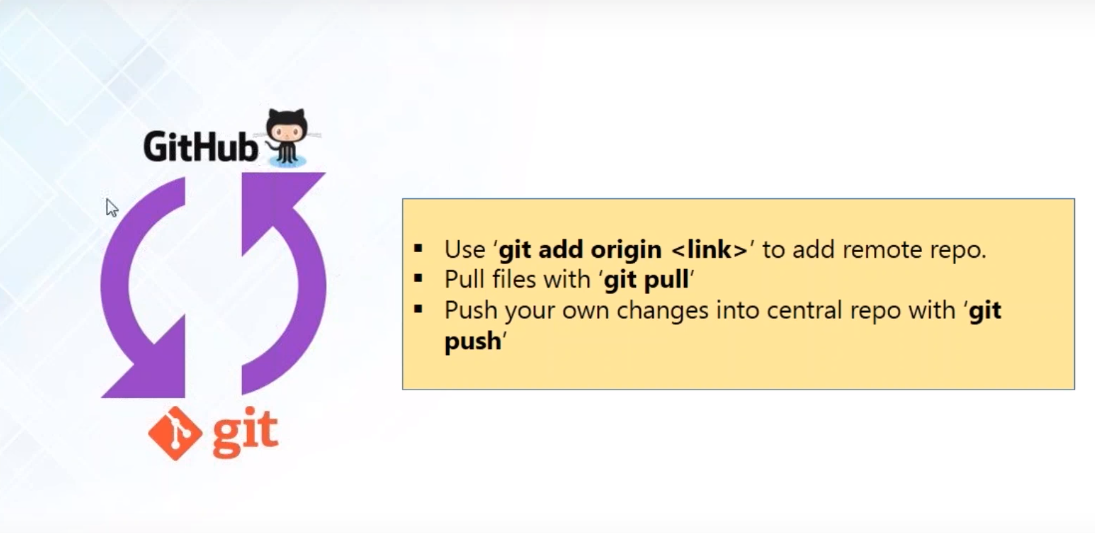 GitHub
▪ Use ‘git add origin <link>’ to add remote repo.
▪ Pull files with ‘git pull’
▪ Push your own changes into central repo with ‘git
push’
git